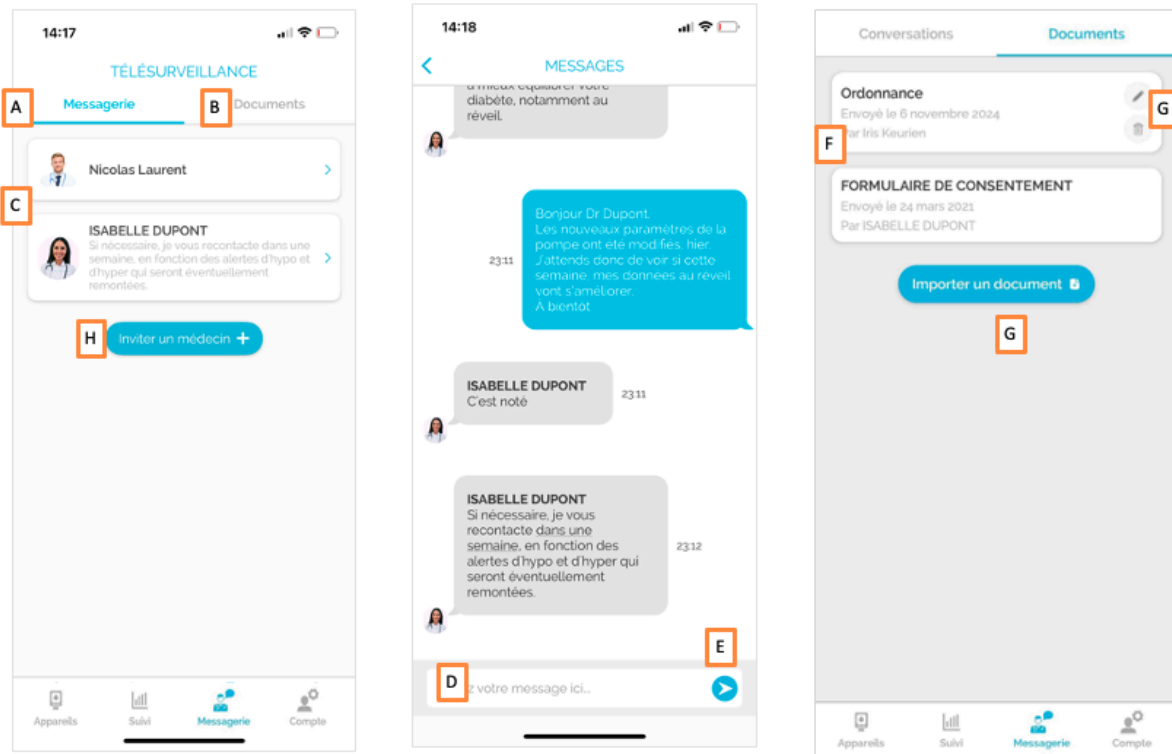 14:17
TÉLÉSURVEILLANCE
A
Messagerie
B
Documents
Nicolas Laurent
C
ISABELLE DUPONT
Si nécessaire, je vous recontacte dans une
semaine, en fonction des alertes d'hypo et
d'hyper qui seront éventuellement
remontées.
H
Inviter un médecin +
Appareils
Suivi
Messagerie
Compte
14:18
MESSAGES
à mieux équilibrer votre
diabète, notamment au
réveil.
Bonjour Dr Dupont,
Les nouveaux paramètres de la
pompe ont été modifiés, hier.
J'attends donc de voir si cette
semaine, mes données au réveil
vont s'améliorer.
À bientôt
23:11
ISABELLE DUPONT
C'est noté
23:11
ISABELLE DUPONT
Si nécessaire, je vous
recontacte dans une
semaine, en fonction des
alertes d'hypo et d'hyper qui
seront éventuellement
remontées.
23:12
E
D
z votre message ici...
Conversations
Documents
Ordonnance
Envoyé le 6 novembre 2024
Par Iris Keurien
G
F
FORMULAIRE DE CONSENTEMENT
Envoyé le 24 mars 2021
Par ISABELLE DUPONT
Importer un document
G
Appareils
Suivi
Messagerie
Compte